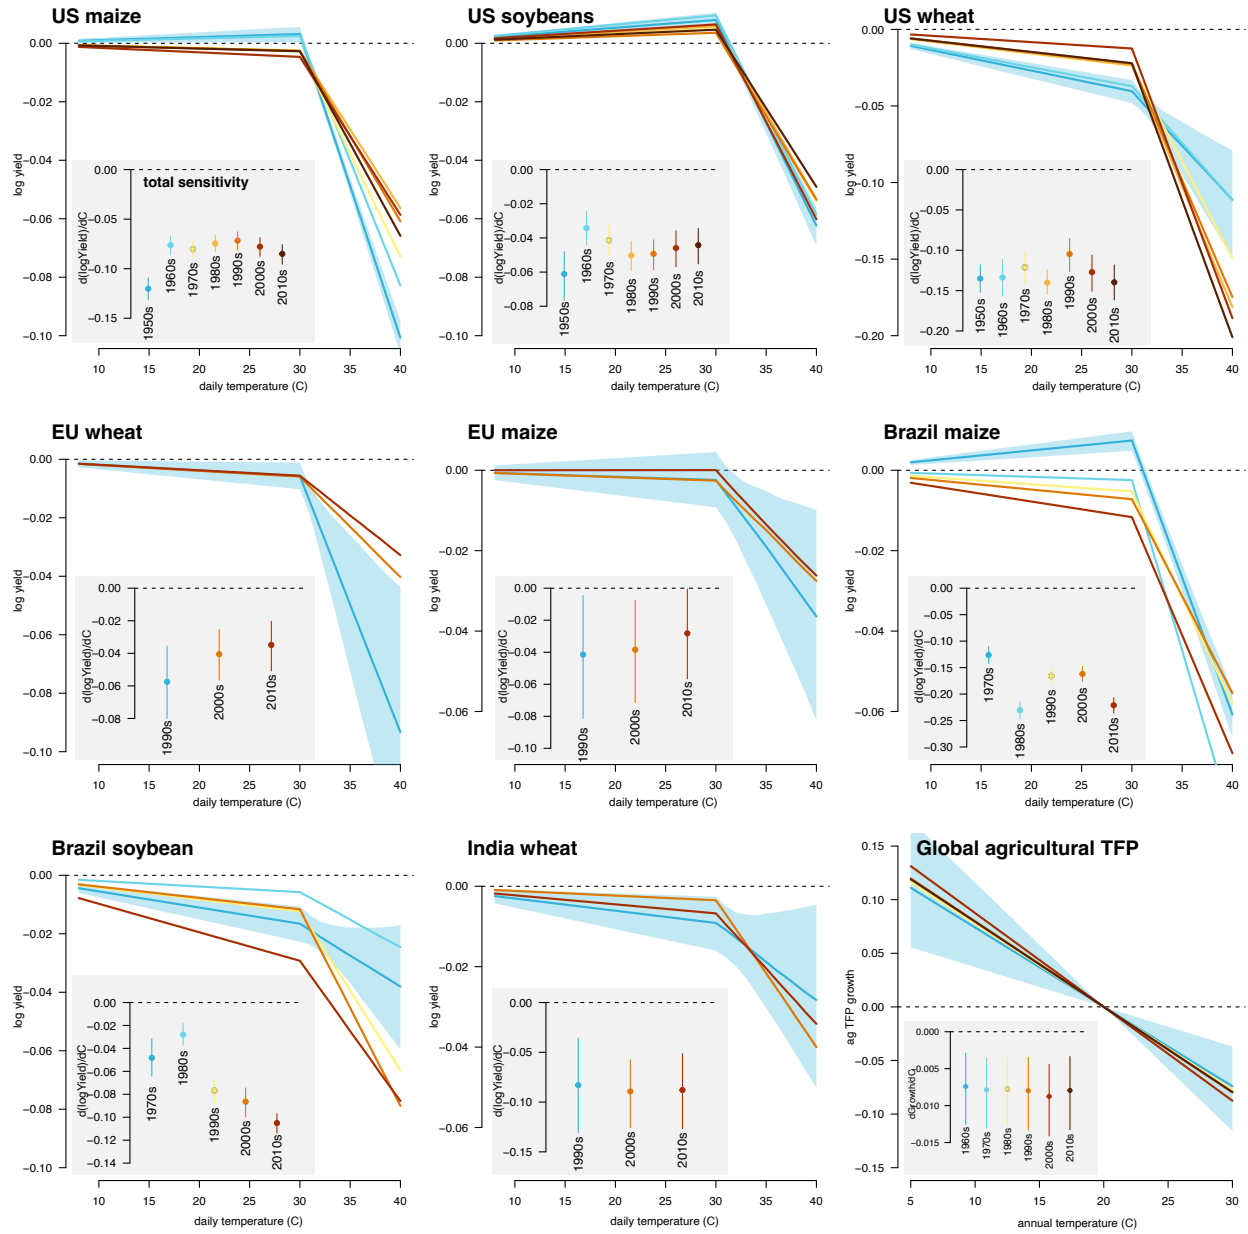 US maize
US soybeans
US wheat
0.00
−0.02
−0.04
−0.06
−0.08
−0.10
log yield
10 15 20 25 30 35 40
daily temperature (C)
total sensitivity
0.00
−0.05
−0.10
−0.15
d(logYield)/dC
1950s
1960s
1970s
1980s
1990s
2000s
2010s
0.00
−0.02
−0.04
−0.06
−0.08
−0.10
log yield
10 15 20 25 30 35 40
daily temperature (C)
0.00
−0.02
−0.04
−0.06
−0.08
d(logYield)/dC
1950s
1960s
1970s
1980s
1990s
2000s
2010s
0.00
−0.05
−0.10
−0.15
−0.20
log yield
10 15 20 25 30 35 40
daily temperature (C)
0.00
−0.05
−0.10
−0.15
−0.20
d(logYield)/dC
1950s
1960s
1970s
1980s
1990s
2000s
2010s
EU wheat
EU maize
Brazil maize
0.00
−0.02
−0.04
−0.06
−0.08
−0.10
log yield
10 15 20 25 30 35 40
daily temperature (C)
0.00
−0.02
−0.04
−0.06
−0.08
d(logYield)/dC
1990s
2000s
2010s
0.00
−0.02
−0.04
−0.06
log yield
10 15 20 25 30 35 40
daily temperature (C)
0.00
−0.02
−0.04
−0.06
−0.08
−0.10
d(logYield)/dC
1990s
2000s
2010s
0.00
−0.02
−0.04
−0.06
log yield
10 15 20 25 30 35 40
daily temperature (C)
0.00
−0.05
−0.10
−0.15
−0.20
−0.25
−0.30
d(logYield)/dC
1970s
1980s
1990s
2000s
2010s
Brazil soybean
India wheat
Global agricultural TFP
0.00
−0.02
−0.04
−0.06
−0.08
−0.10
log yield
10 15 20 25 30 35 40
daily temperature (C)
0.00
−0.02
−0.04
−0.06
−0.08
−0.10
−0.12
−0.14
d(logYield)/dC
1970s
1980s
1990s
2000s
2010s
0.00
−0.02
−0.04
−0.06
log yield
10 15 20 25 30 35 40
daily temperature (C)
0.00
−0.05
−0.10
−0.15
d(logYield)/dC
1990s
2000s
2010s
0.15
0.10
0.05
0.00
−0.05
−0.10
−0.15
ag TFP growth
5 10 15 20 25 30
annual temperature (C)
0.000
−0.005
−0.010
−0.015
dGrowth/dC
1960s
1970s
1980s
1990s
2000s
2010s